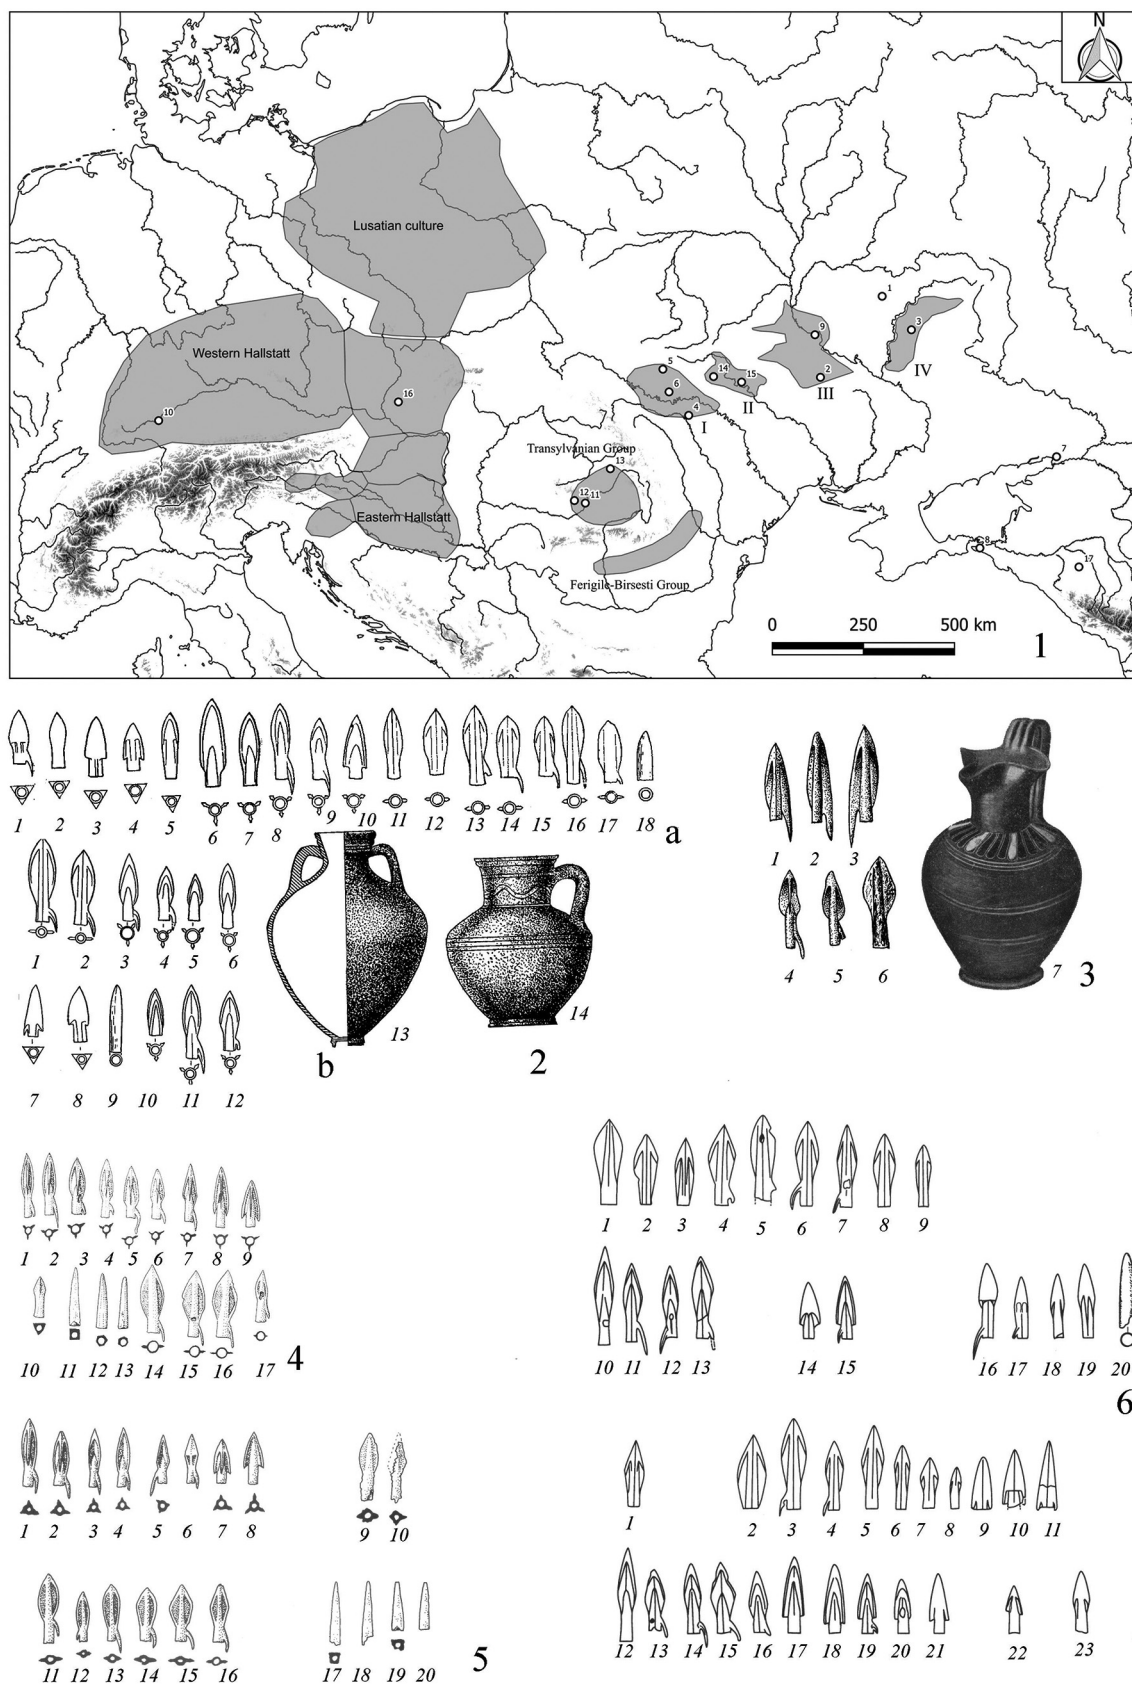 N
Lusatian culture
1
9
3
Western Hallstatt
IV
5
14
15
2
16
6
II
III
10
4
I
7
Transylvanian Group
13
12
11
Eastern Hallstatt
8
17
Ferigile-Birsesti Group
0 250 500 km
1
1 2 3 4 5 6 7 8 9 10 11 12 13 14 15 16 17 18
a
1 2 3 4 5 6
7 8 9 10 11 12
13
14
b
2
1 2 3
4 5 6
7
3
1 2 3 4 5 6 7 8 9
10 11 12 13 14 15 16 17
4
1 2 3 4 5 6 7 8 9 10
11 12 13 14 15 16 17 18 19 20
5
1 2 3 4 5 6 7 8 9
10 11 12 13 14 15 16 17 18 19 20
6
1 2 3 4 5 6 7 8 9 10 11
12 13 14 15 16 17 18 19 20 21 22 23